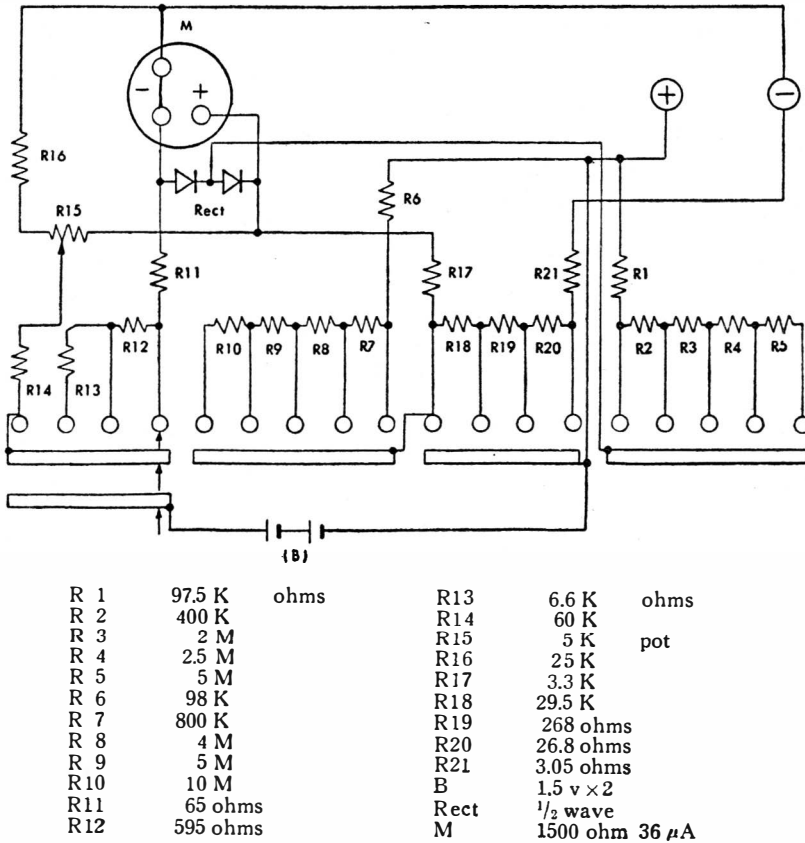 M
−
+
+
−
R16
R15
Rect
R6
R11
R17
R21
R1
R12
R10
R9
R8
R7
R18
R19
R20
R2
R3
R4
R5
R14
R13
(B)
R 1 97.5 K ohms
R 2 400 K
R 3 2 M
R 4 2.5 M
R 5 5 M
R 6 98 K
R 7 800 K
R 8 4 M
R 9 5 M
R10 10 M
R11 65 ohms
R12 595 ohms
R13 6.6 K ohms
R14 60 K
R15 5 K pot
R16 25 K
R17 3.3 K
R18 29.5 K
R19 268 ohms
R20 26.8 ohms
R21 3.05 ohms
B 1.5 v ×2
Rect 1/2 wave
M 1500 ohm 36 µA